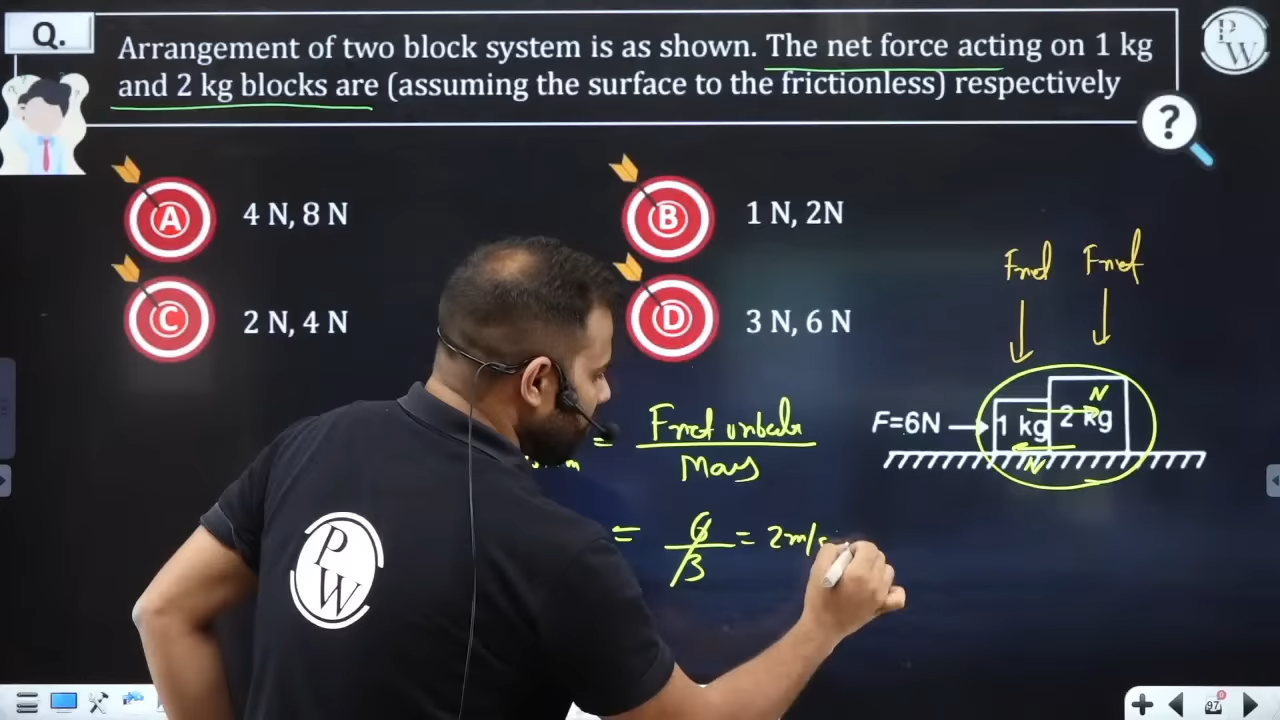 Q.
Arrangement of two block system is as shown. The net force acting on 1 kg
and 2 kg blocks are (assuming the surface to the frictionless) respectively
P
W
?
A 4 N, 8 N
B 1 N, 2N
C 2 N, 4 N
D 3 N, 6 N
Fnet Fnet
F=6N 1 kg 2 kg
N
N
= Fnet
Mass
= 6/3 = 2m/s
P
W
97
0